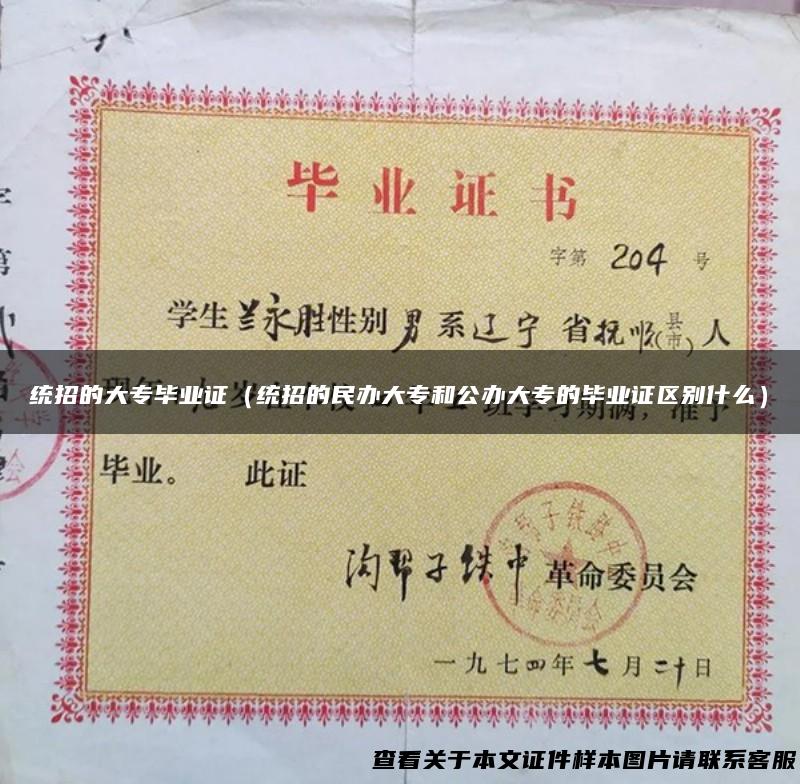 毕业证书
字第 204 号
学生兰永胜性别男系辽宁省抚顺(县市)人
统招的大专毕业证（统招的民办大专和公办大专的毕业证区别什么）
毕业。 此证
沟帮子铁中革命委员会
一九七四年七月二十日
查看关于本文证件样本图片请联系客服